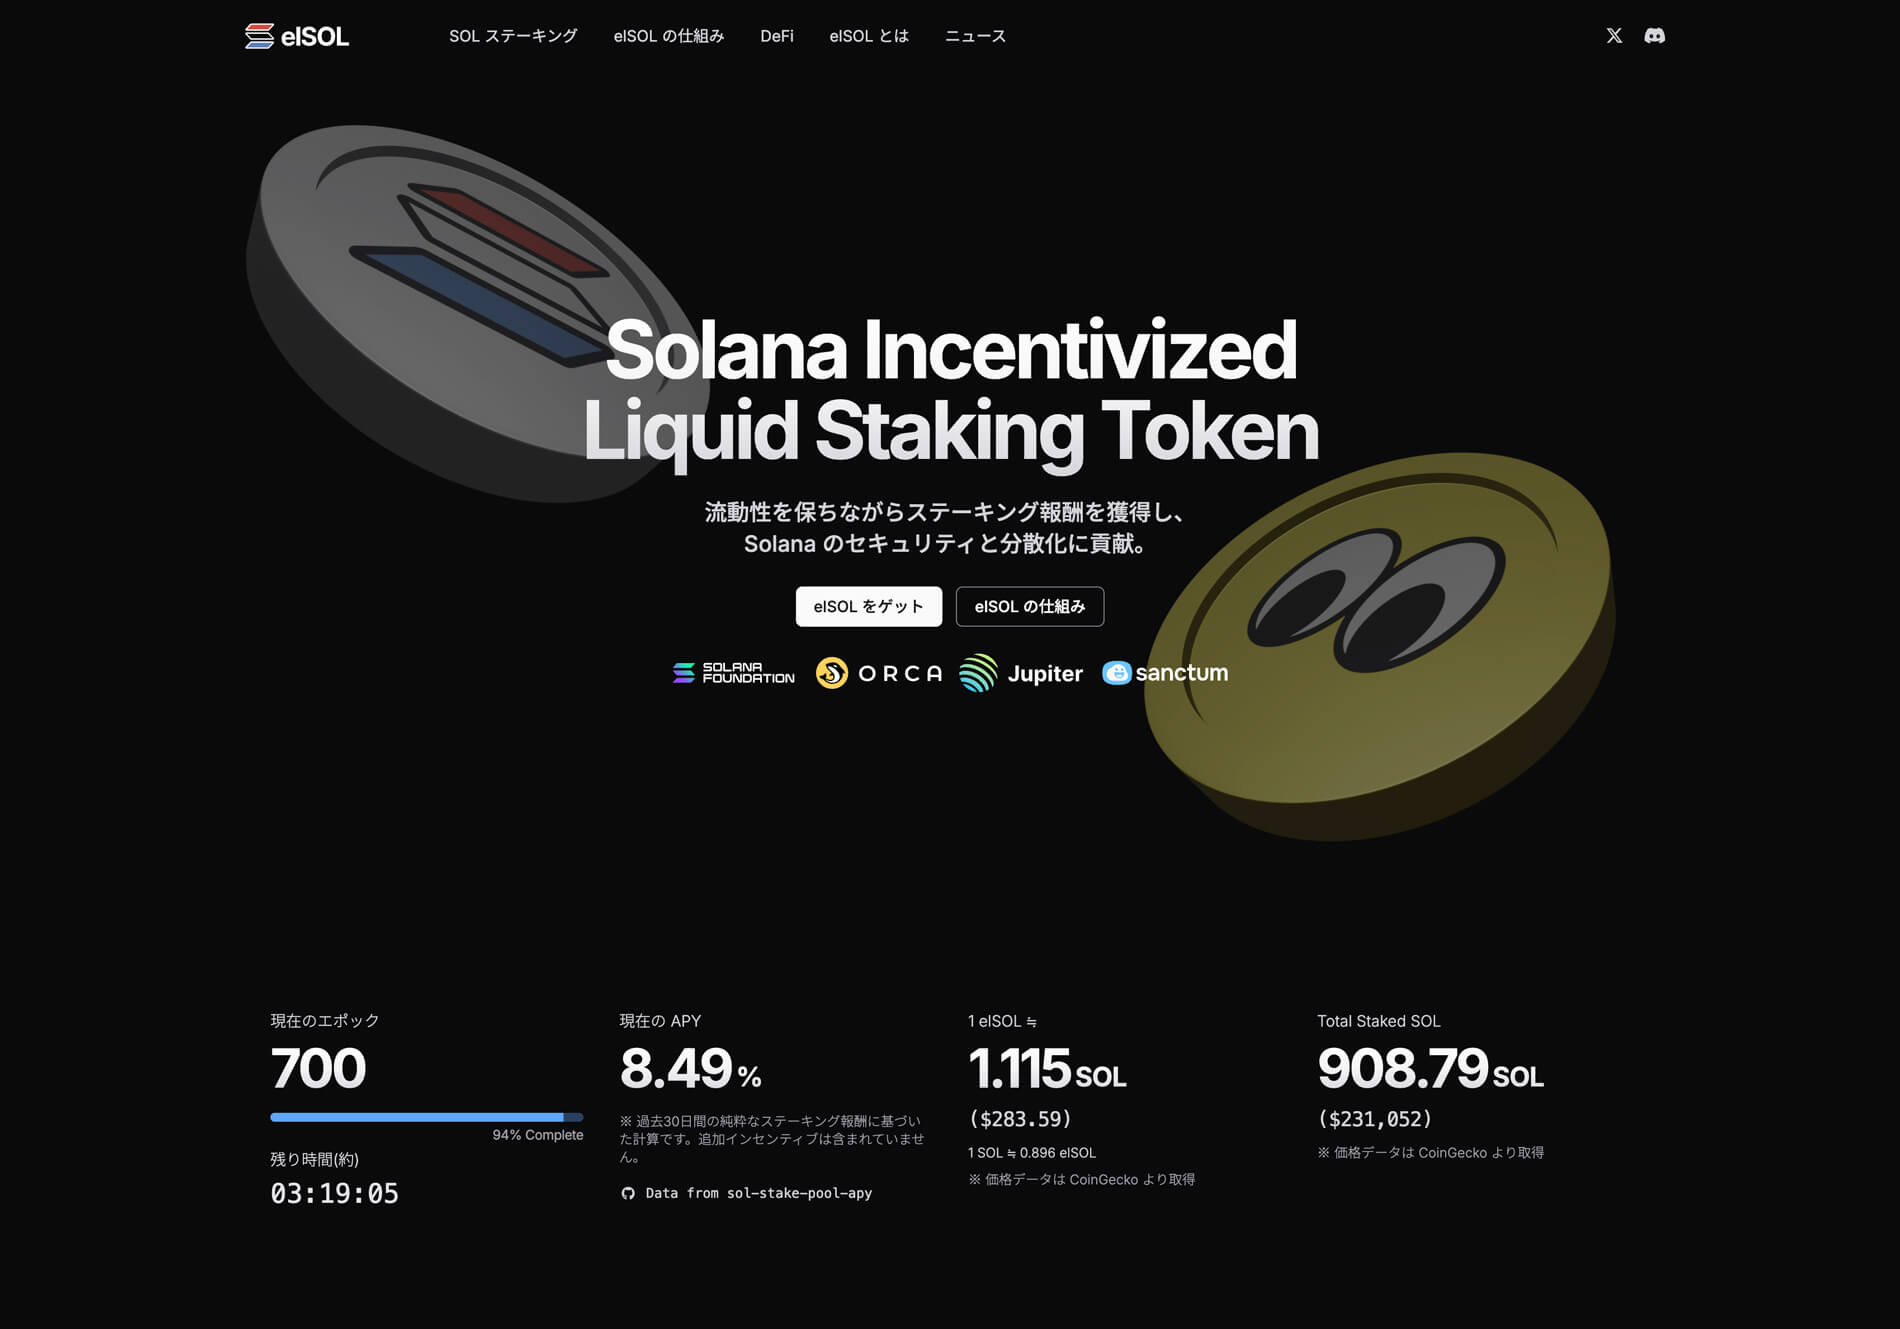 elSOL
SOL ステーキング
elSOL の仕組み
DeFi
elSOL とは
ニュース
Solana Incentivized
Liquid Staking Token
流動性を保ちながらステーキング報酬を獲得し、
Solana のセキュリティと分散化に貢献。
elSOL をゲット
elSOL の仕組み
SOLANA
FOUNDATION
ORCA
Jupiter
sanctum
現在のエポック
700
94% Complete
残り時間(約)
03:19:05
現在の APY
8.49 %
※ 過去30日間の純粋なステーキング報酬に基づい
た計算です。追加インセンティブは含まれていませ
ん。
Data from sol-stake-pool-apy
1 elSOL ≒
1.115 SOL
($283.59)
1 SOL ≒ 0.896 elSOL
※ 価格データは CoinGecko より取得
Total Staked SOL
908.79 SOL
($231,052)
※ 価格データは CoinGecko より取得